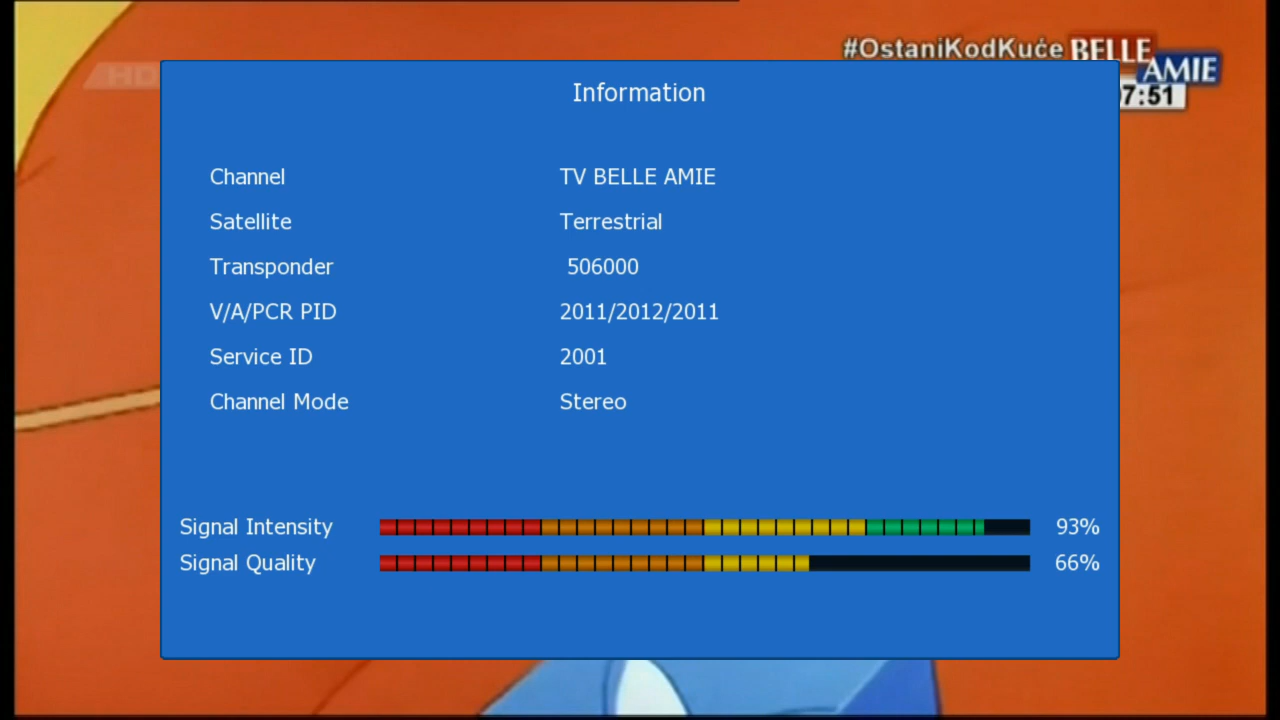 #OstaniKodKuće BELLE
AMIE
HD
7:51
Information
Channel TV BELLE AMIE
Satellite Terrestrial
Transponder 506000
V/A/PCR PID 2011/2012/2011
Service ID 2001
Channel Mode Stereo
Signal Intensity 93%
Signal Quality 66%